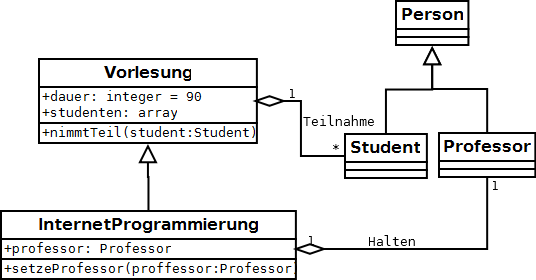 Person
Vorlesung
+dauer: integer = 90
+studenten: array
+nimmtTeil(student:Student)
1
Teilnahme
*
Student
Professor
1
InternetProgrammierung
+professor: Professor
+setzeProfessor(proffessor:Professor
1
Halten